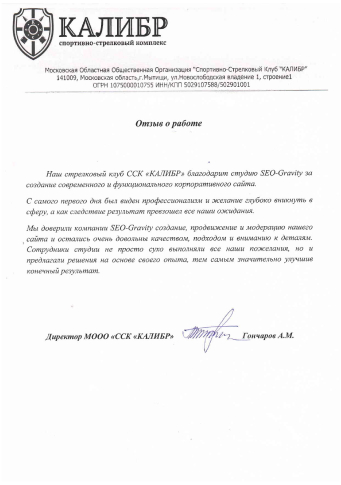 КАЛИБР
спортивно-стрелковый комплекс
Московская Областная Общественная Организация "Спортивно-Стрелковый Клуб "КАЛИБР"
141009, Московская область,г.Мытищи, ул.Новослободская владение 1, строение1
ОГРН 1075000010755 ИНН/КПП 5029107588/502901001
Отзыв о работе
Наш стрелковый клуб ССК «КАЛИБР» благодарит студию SEO-Gravity за
создание современного и функционального корпоративного сайта.
С самого первого дня был виден профессионализм и желание глубоко вникнуть в
сферу, а как следствие результат превзошел все наши ожидания.
Мы доверили компании SEO-Gravity создание, продвижение и модерацию нашего
сайта и остались очень довольны качеством, подходом и вниманию к деталям.
Сотрудники студии не просто сухо выполняли все наши пожелания, но и
предлагали решения на основе своего опыта, тем самым значительно улучшив
конечный результат.
Директор МООО «ССК «КАЛИБР» Гончаров А.М.